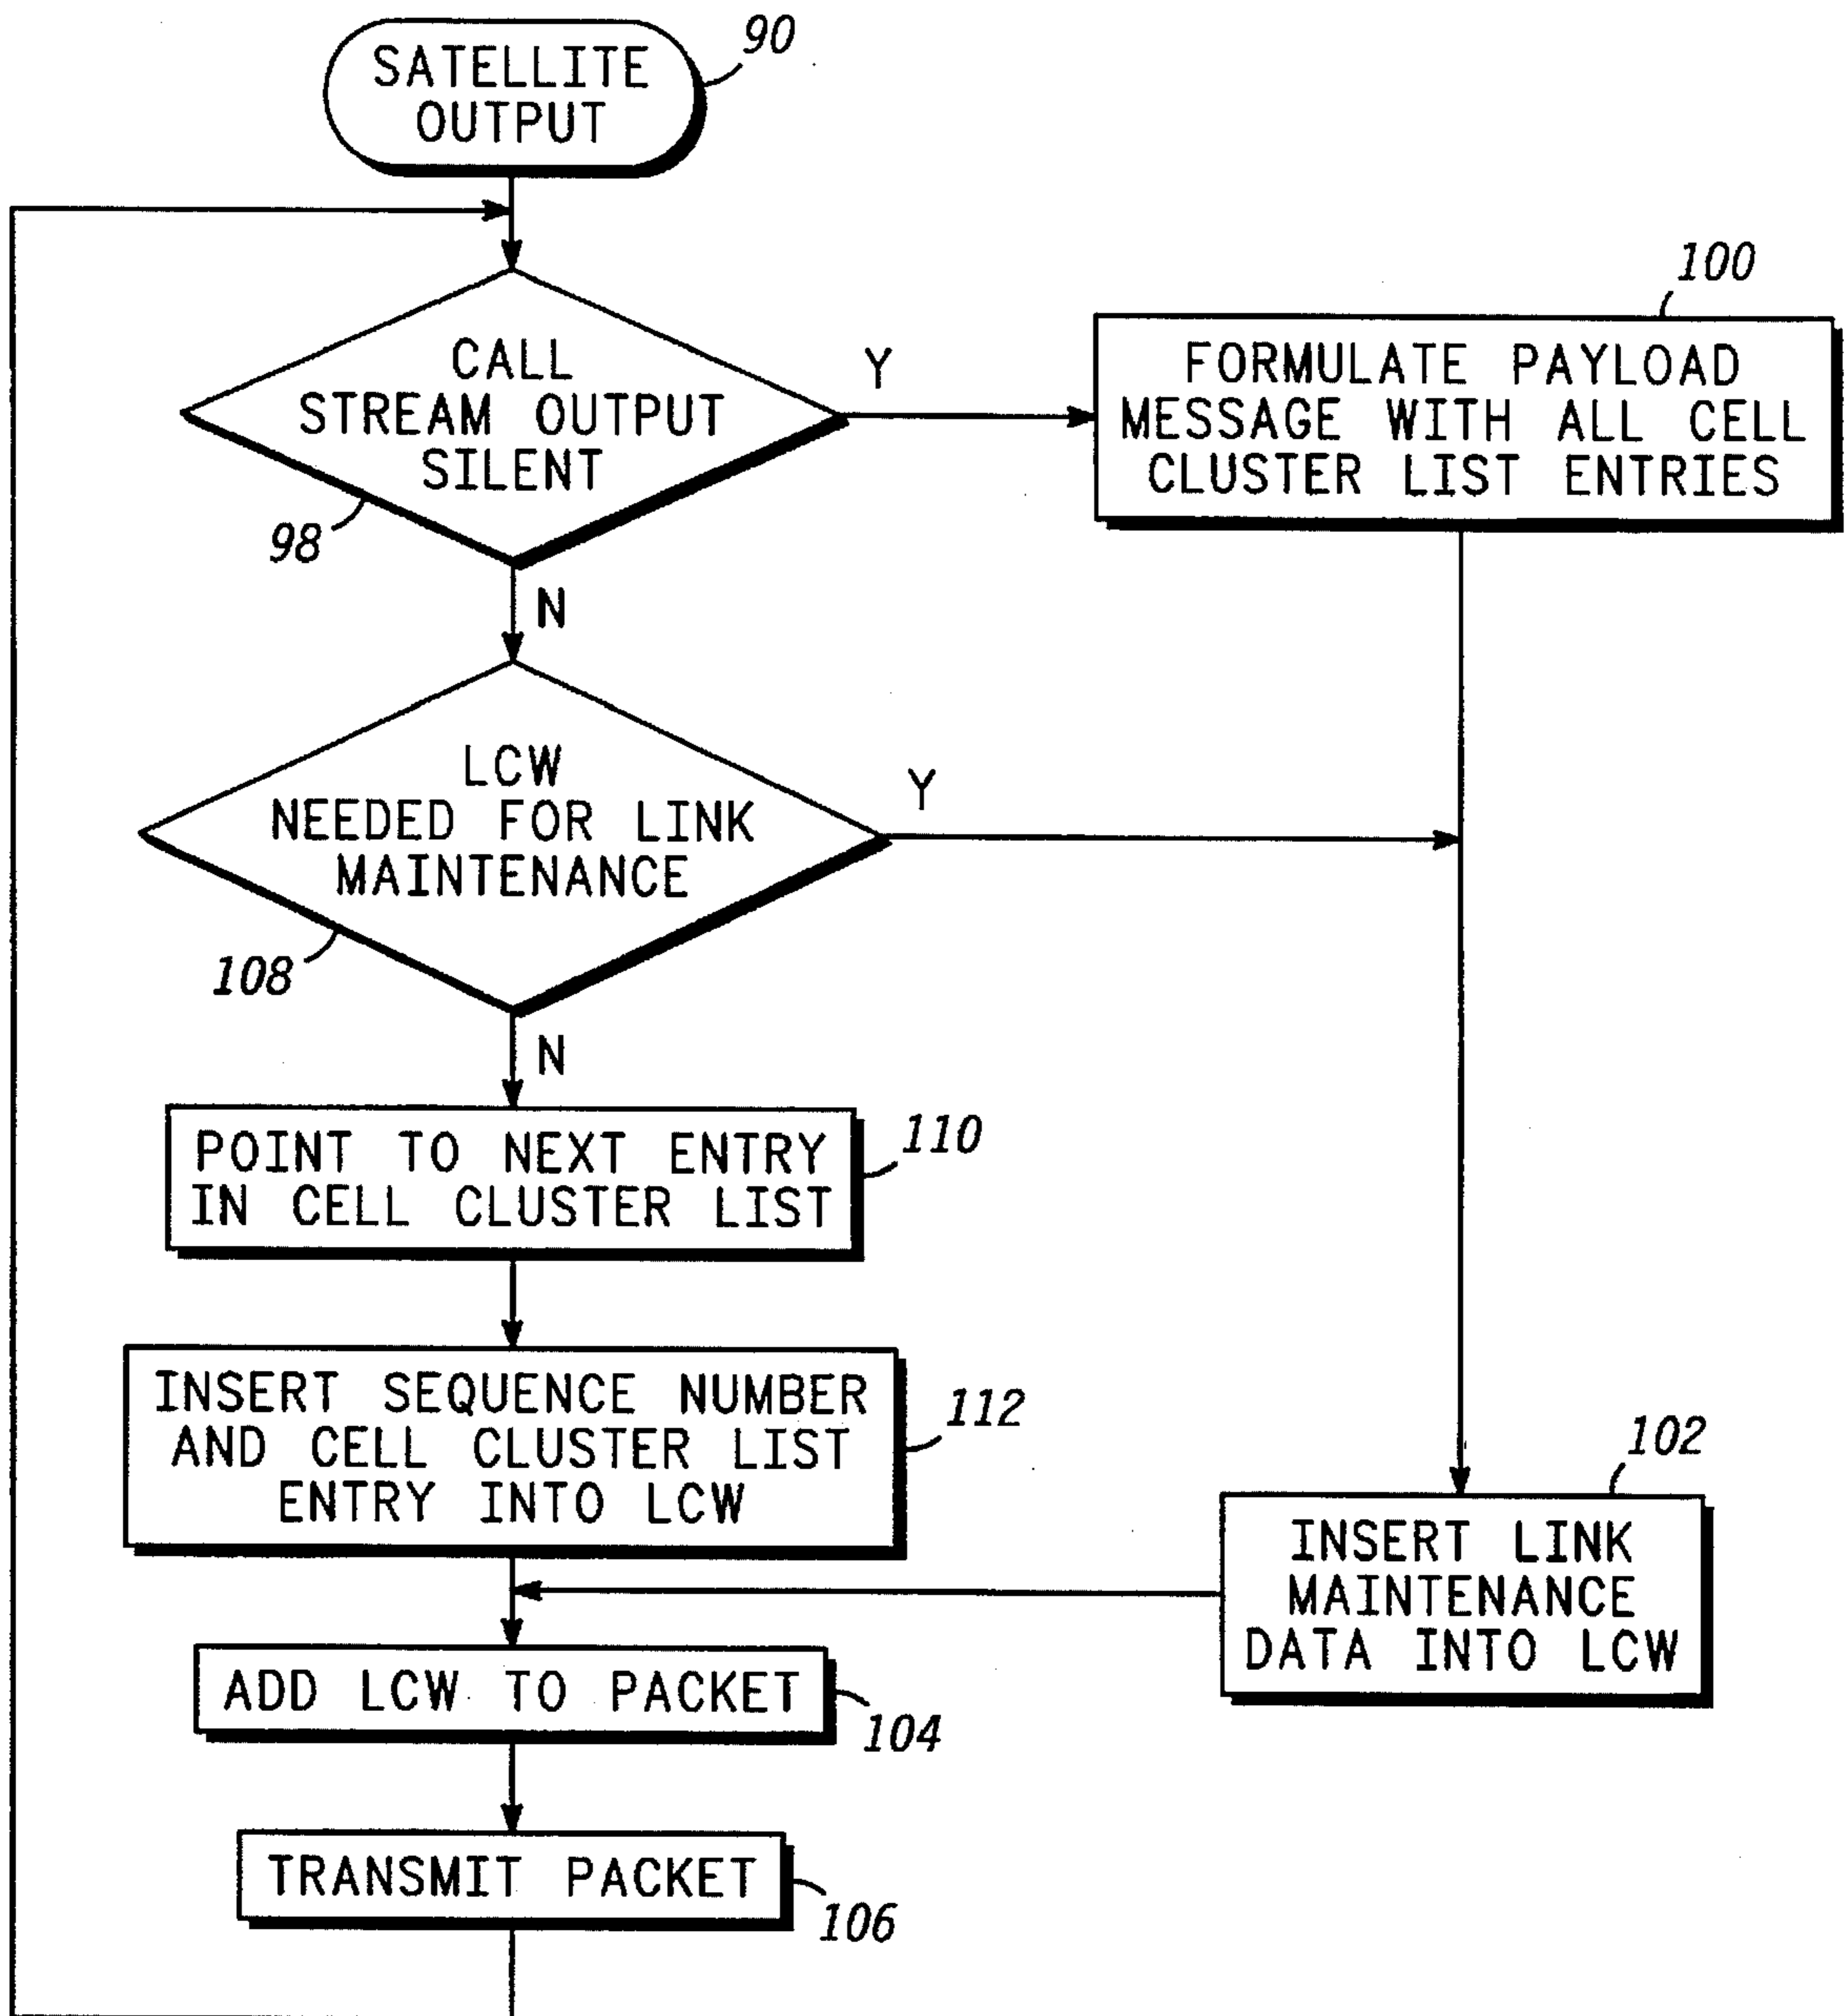 90
SATELLITE
OUTPUT
100
CALL
STREAM OUTPUT
SILENT
98
Y
N
FORMULATE PAYLOAD
MESSAGE WITH ALL CELL
CLUSTER LIST ENTRIES
LCW
NEEDED FOR LINK
MAINTENANCE
108
Y
N
POINT TO NEXT ENTRY
IN CELL CLUSTER LIST
110
INSERT SEQUENCE NUMBER
AND CELL CLUSTER LIST
ENTRY INTO LCW
112
102
INSERT LINK
MAINTENANCE
DATA INTO LCW
ADD LCW TO PACKET
104
TRANSMIT PACKET
106